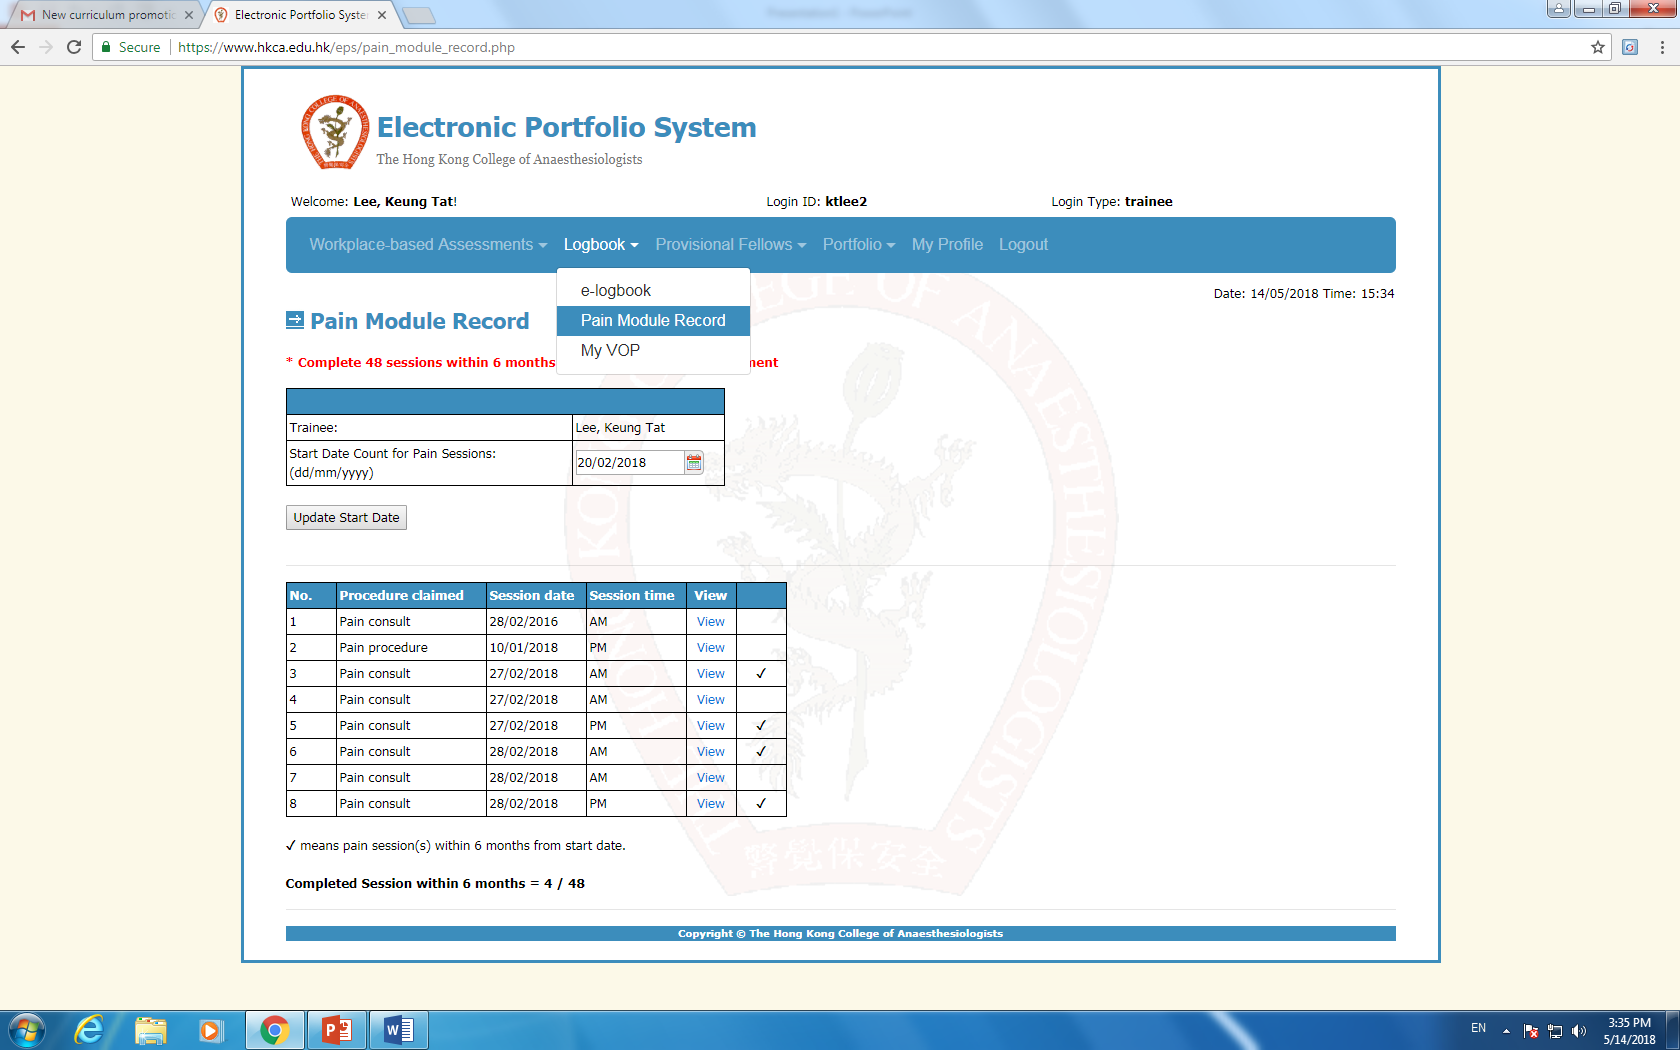 New curriculum promotic
Electronic Portfolio Syste
Secure
https://www.hkca.edu.hk/eps/pain_module_record.php
Electronic Portfolio System
The Hong Kong College of Anaesthesiologists
Welcome: Lee, Keung Tat!
Login ID: ktlee2
Login Type: trainee
Workplace-based Assessments Logbook Provisional Fellows Portfolio My Profile Logout
e-logbook
Pain Module Record
My VOP
Date: 14/05/2018 Time: 15:34
Pain Module Record
* Complete 48 sessions within 6 months
Trainee: Lee, Keung Tat
Start Date Count for Pain Sessions:
(dd/mm/yyyy)
20/02/2018
Update Start Date
No. Procedure claimed Session date Session time View
1 Pain consult 28/02/2016 AM View
2 Pain procedure 10/01/2018 PM View
3 Pain consult 27/02/2018 AM View ✓
4 Pain consult 27/02/2018 AM View
5 Pain consult 27/02/2018 PM View ✓
6 Pain consult 28/02/2018 AM View ✓
7 Pain consult 28/02/2018 AM View
8 Pain consult 28/02/2018 PM View ✓
✓ means pain session(s) within 6 months from start date.
Completed Session within 6 months = 4 / 48
Copyright © The Hong Kong College of Anaesthesiologists
EN
3:35 PM
5/14/2018